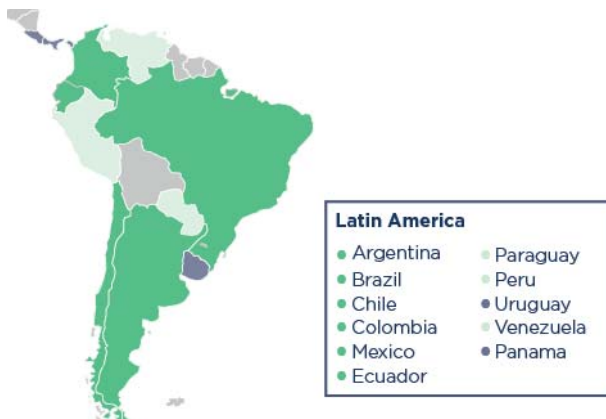 Latin America
Argentina
Brazil
Chile
Colombia
Mexico
Ecuador
Paraguay
Peru
Uruguay
Venezuela
Panama